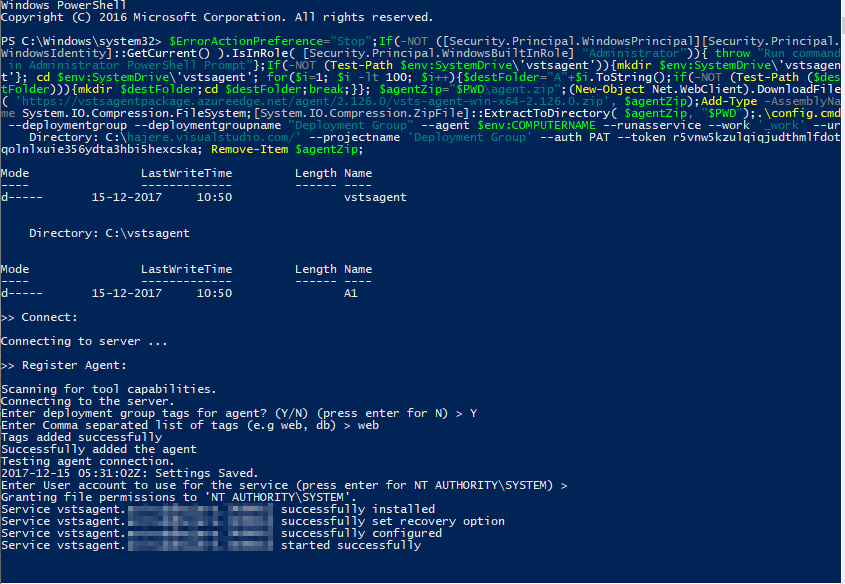 Windows PowerShell
Copyright (C) 2016 Microsoft Corporation. All rights reserved.
PS C:\Windows\system32> $ErrorActionPreference="Stop";If(-NOT ([Security.Principal.WindowsPrincipal][Security.Principal.
WindowsIdentity]::GetCurrent() ).IsInRole( [Security.Principal.WindowsBuiltInRole] "Administrator")){ throw "Run command
 in Administrator PowerShell Prompt"};If(-NOT (Test-Path $env:SystemDrive\'vstsagent')){mkdir $env:SystemDrive\'vstsagen
t'}; cd $env:SystemDrive\'vstsagent'; for($i=1; $i -lt 100; $i++){$destFolder="A"+$i.ToString();if(-NOT (Test-Path ($des
tFolder))){mkdir $destFolder;cd $destFolder;break;}}; $agentZip="$PWD\agent.zip";(New-Object Net.WebClient).DownloadFile
( 'https://vstsagentpackage.azureedge.net/agent/2.126.0/vsts-agent-win-x64-2.126.0.zip', $agentZip);Add-Type -AssemblyNa
me System.IO.Compression.FileSystem;[System.IO.Compression.ZipFile]::ExtractToDirectory( $agentZip, "$PWD");.\config.cmd
 --deploymentgroup --deploymentgroupname "Deployment Group" --agent $env:COMPUTERNAME --runasservice --work '_work' --ur
    Directory: C:\hajere.visualstudio.com/' --projectname 'Deployment Group' --auth PAT --token r5vnw5kzulqiqjudthmlfdot
qolnlxuie356ydta3hbi5hexcska; Remove-Item $agentZip;
Mode LastWriteTime Length Name
---- ------------- ------ ----
d----- 15-12-2017 10:50 vstsagent
Directory: C:\vstsagent
Mode LastWriteTime Length Name
---- ------------- ------ ----
d----- 15-12-2017 10:50 A1
>> Connect:
Connecting to server ...
>> Register Agent:
Scanning for tool capabilities.
Connecting to the server.
Enter deployment group tags for agent? (Y/N) (press enter for N) > Y
Enter Comma separated list of tags (e.g web, db) > web
Tags added successfully
Successfully added the agent
Testing agent connection.
2017-12-15 05:31:02Z: Settings Saved.
Enter User account to use for the service (press enter for NT AUTHORITY\SYSTEM) >
Granting file permissions to 'NT AUTHORITY\SYSTEM'.
Service vstsagent. successfully installed
Service vstsagent. successfully set recovery option
Service vstsagent. successfully configured
Service vstsagent. started successfully